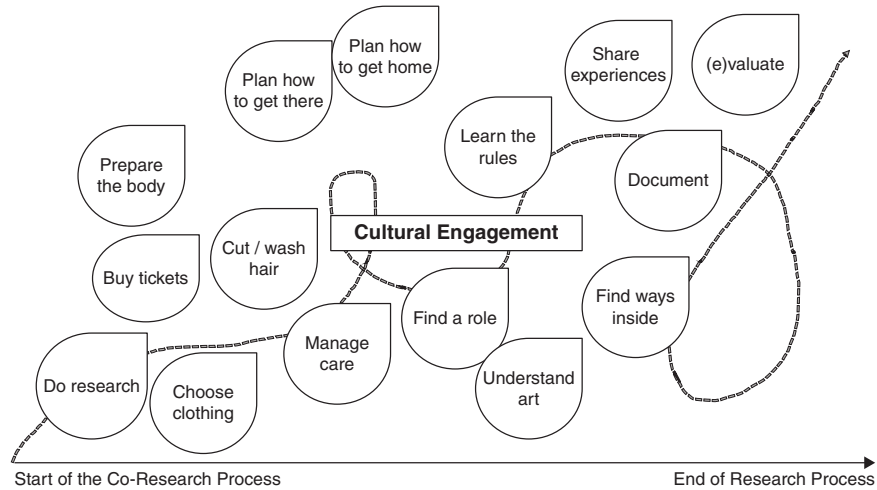 Plan how
to get there
Plan how
to get home
Share
experiences
(e)valuate
Learn the
rules
Prepare
the body
Document
Cut / wash
hair
Cultural Engagement
Buy tickets
Find a role
Find ways
inside
Manage
care
Do research
Choose
clothing
Understand
art
Start of the Co-Research Process
End of Research Process